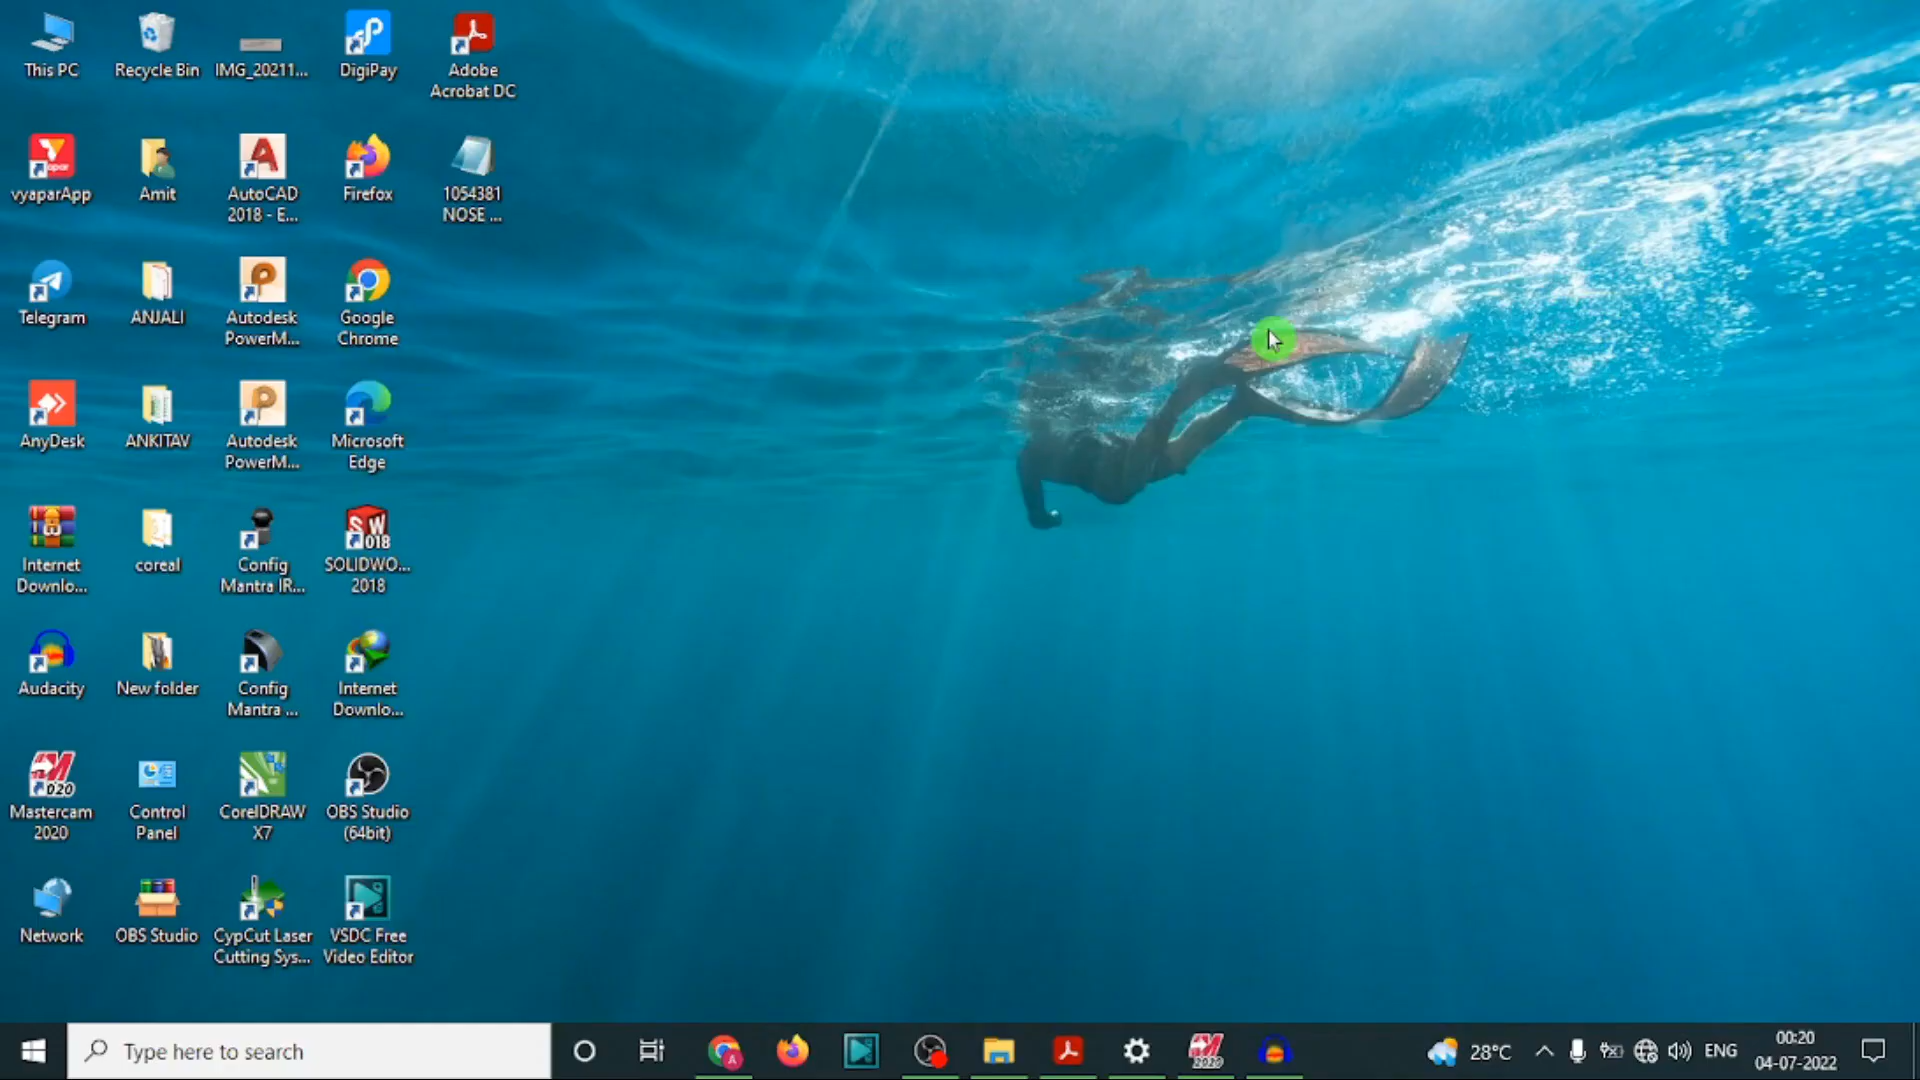 This PC
Recycle Bin
IMG_20211...
DigiPay
Adobe
Acrobat DC
vyaparApp
Amit
AutoCAD
2018 - E...
Firefox
1054381
NOSE ...
Telegram
ANJALI
Autodesk
PowerM...
Google
Chrome
AnyDesk
ANKITAV
Autodesk
PowerM...
Microsoft
Edge
Internet
Downlo...
coreal
Config
Mantra IR...
SOLIDWO...
2018
Audacity
New folder
Config
Mantra ...
Internet
Downlo...
Mastercam
2020
Control
Panel
CorelDRAW
X7
OBS Studio
(64bit)
Network
OBS Studio
CypCut Laser
Cutting Sys...
VSDC Free
Video Editor
Type here to search
28°C
ENG
00:20
04-07-2022